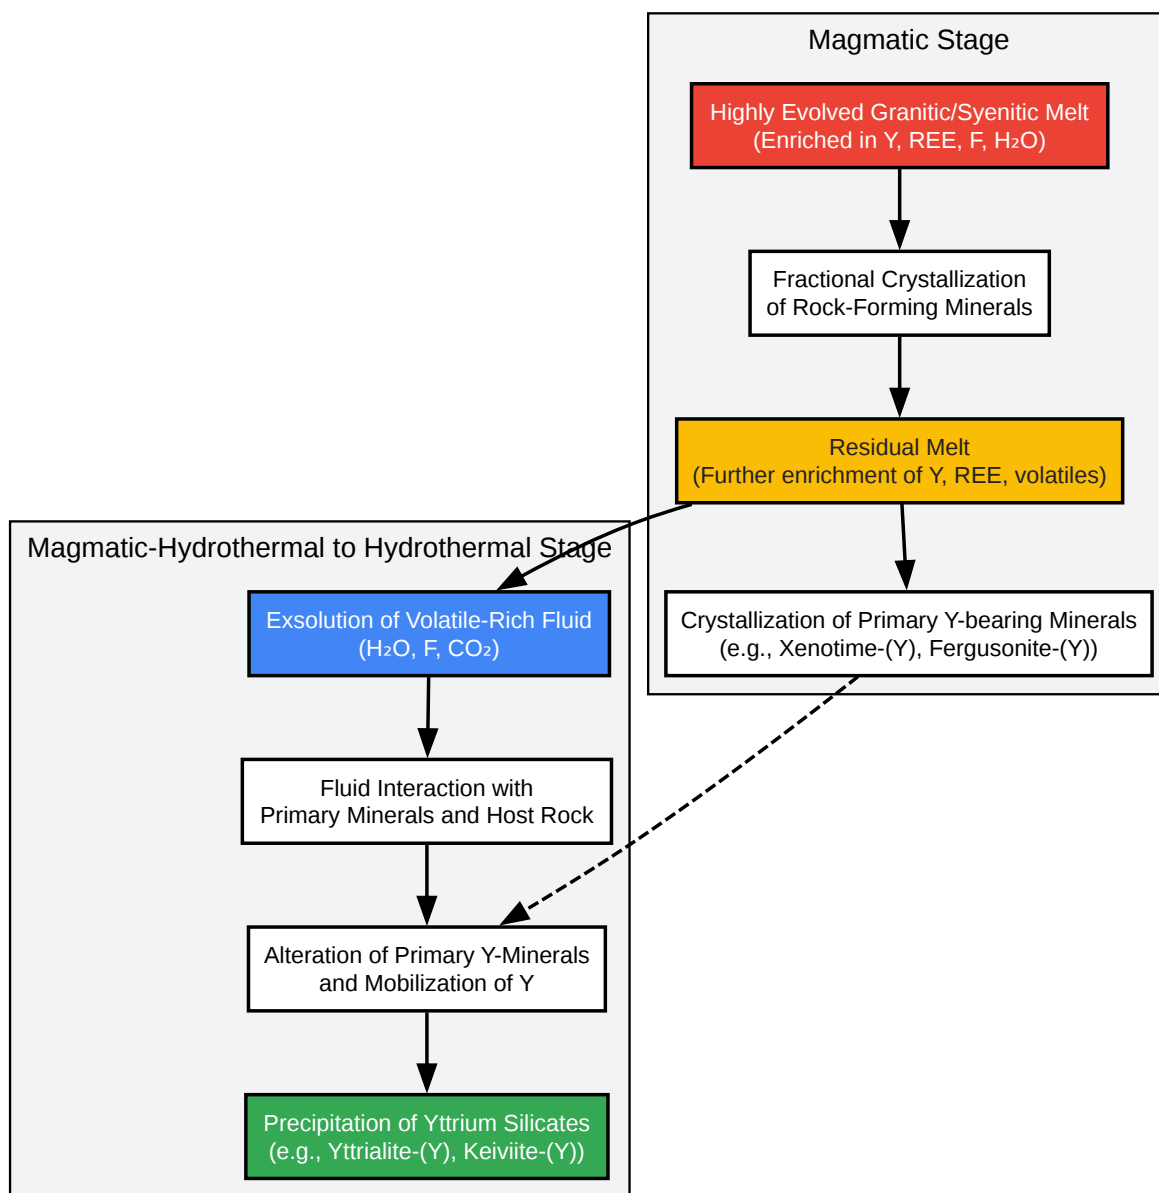 Magmatic Stage
Highly Evolved Granitic/Syenitic Melt
(Enriched in Y, REE, F, H₂O)
Fractional Crystallization
of Rock-Forming Minerals
Residual Melt
(Further enrichment of Y, REE, volatiles)
Crystallization of Primary Y-bearing Minerals
(e.g., Xenotime-(Y), Fergusonite-(Y))
Magmatic-Hydrothermal to Hydrothermal Stage
Exsolution of Volatile-Rich Fluid
(H₂O, F, CO₂)
Fluid Interaction with
Primary Minerals and Host Rock
Alteration of Primary Y-Minerals
and Mobilization of Y
Precipitation of Yttrium Silicates
(e.g., Yttrialite-(Y), Keiviite-(Y))